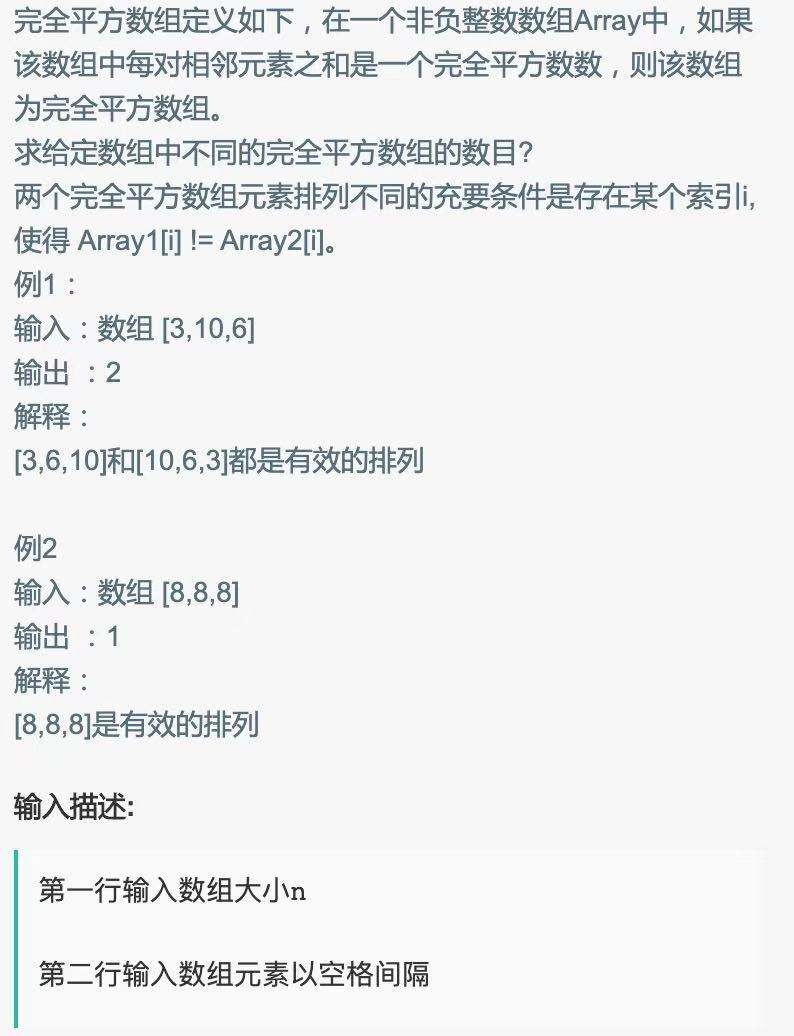 完全平方数组定义如下，在一个非负整数数组Array中，如果
该数组中每对相邻元素之和是一个完全平方数数，则该数组
为完全平方数组。
求给定数组中不同的完全平方数组的数目?
两个完全平方数组元素排列不同的充要条件是存在某个索引i,
使得 Array1[i] != Array2[i]。
例1：
输入：数组 [3,10,6]
输出 ：2
解释：
[3,6,10]和[10,6,3]都是有效的排列
例2
输入：数组 [8,8,8]
输出 ：1
解释：
[8,8,8]是有效的排列
输入描述:
第一行输入数组大小n
第二行输入数组元素以空格间隔